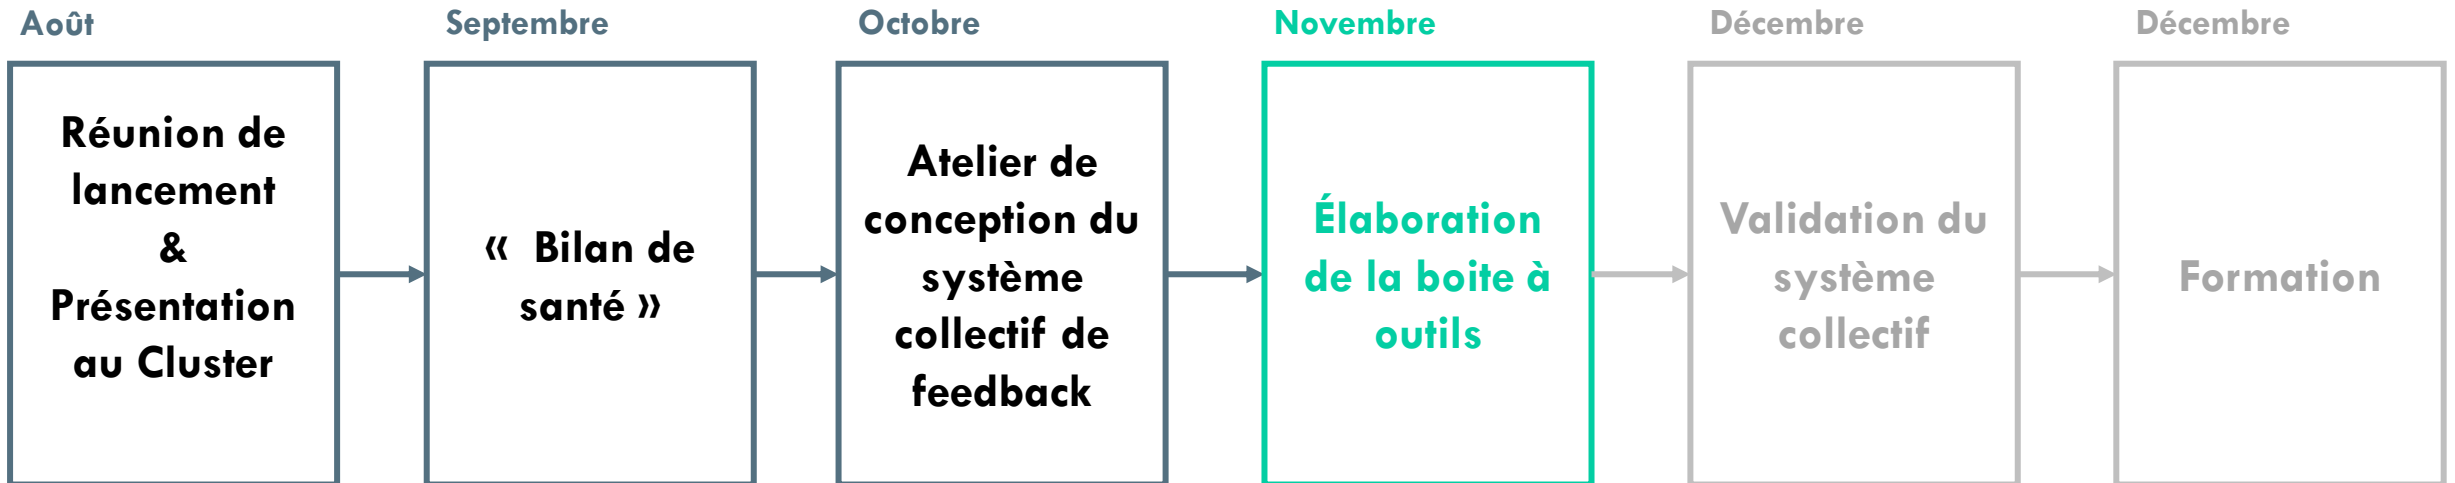 Août
Réunion de
lancement
&
Présentation
au Cluster
Septembre
«  Bilan de
santé »
Octobre
Atelier de
conception du
système
collectif de
feedback
Novembre
Élaboration
de la boite à
outils
Décembre
Validation du
système
collectif
Décembre
Formation